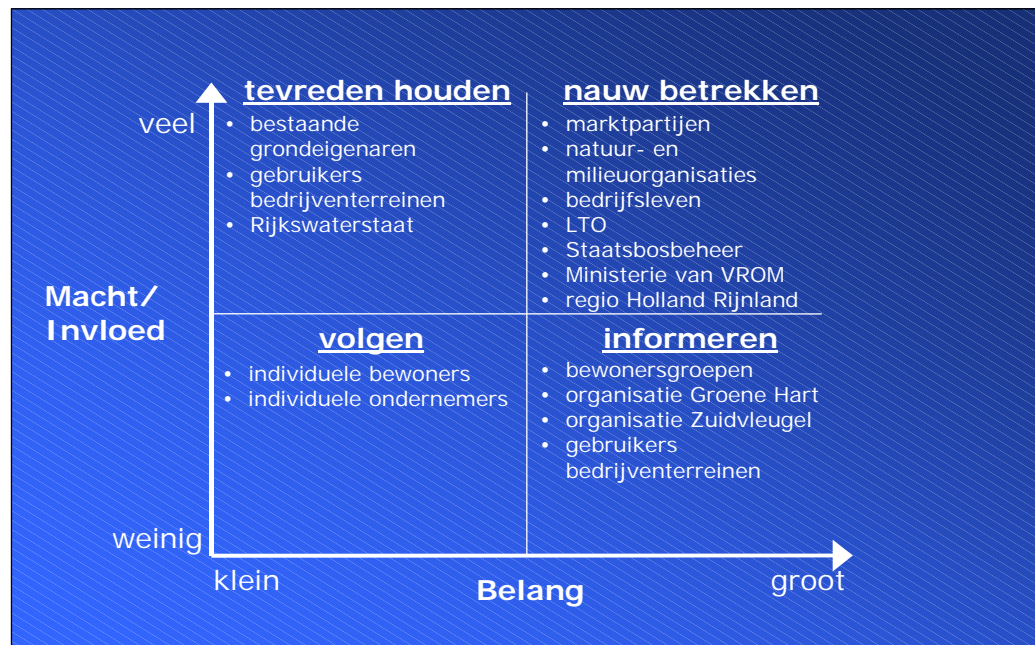 tevreden houden
veel
• bestaande
grondeigenaren
• gebruikers
bedrijventerreinen
• Rijkswaterstaat
nauw betrekken
• marktpartijen
• natuur- en
milieuorganisaties
• bedrijfsleven
• LTO
• Staatsbosbeheer
• Ministerie van VROM
• regio Holland Rijnland
Macht/
Invloed
volgen
• individuele bewoners
• individuele ondernemers
informeren
• bewonersgroepen
• organisatie Groene Hart
• organisatie Zuidvleugel
• gebruikers
bedrijventerreinen
weinig
klein
Belang
groot